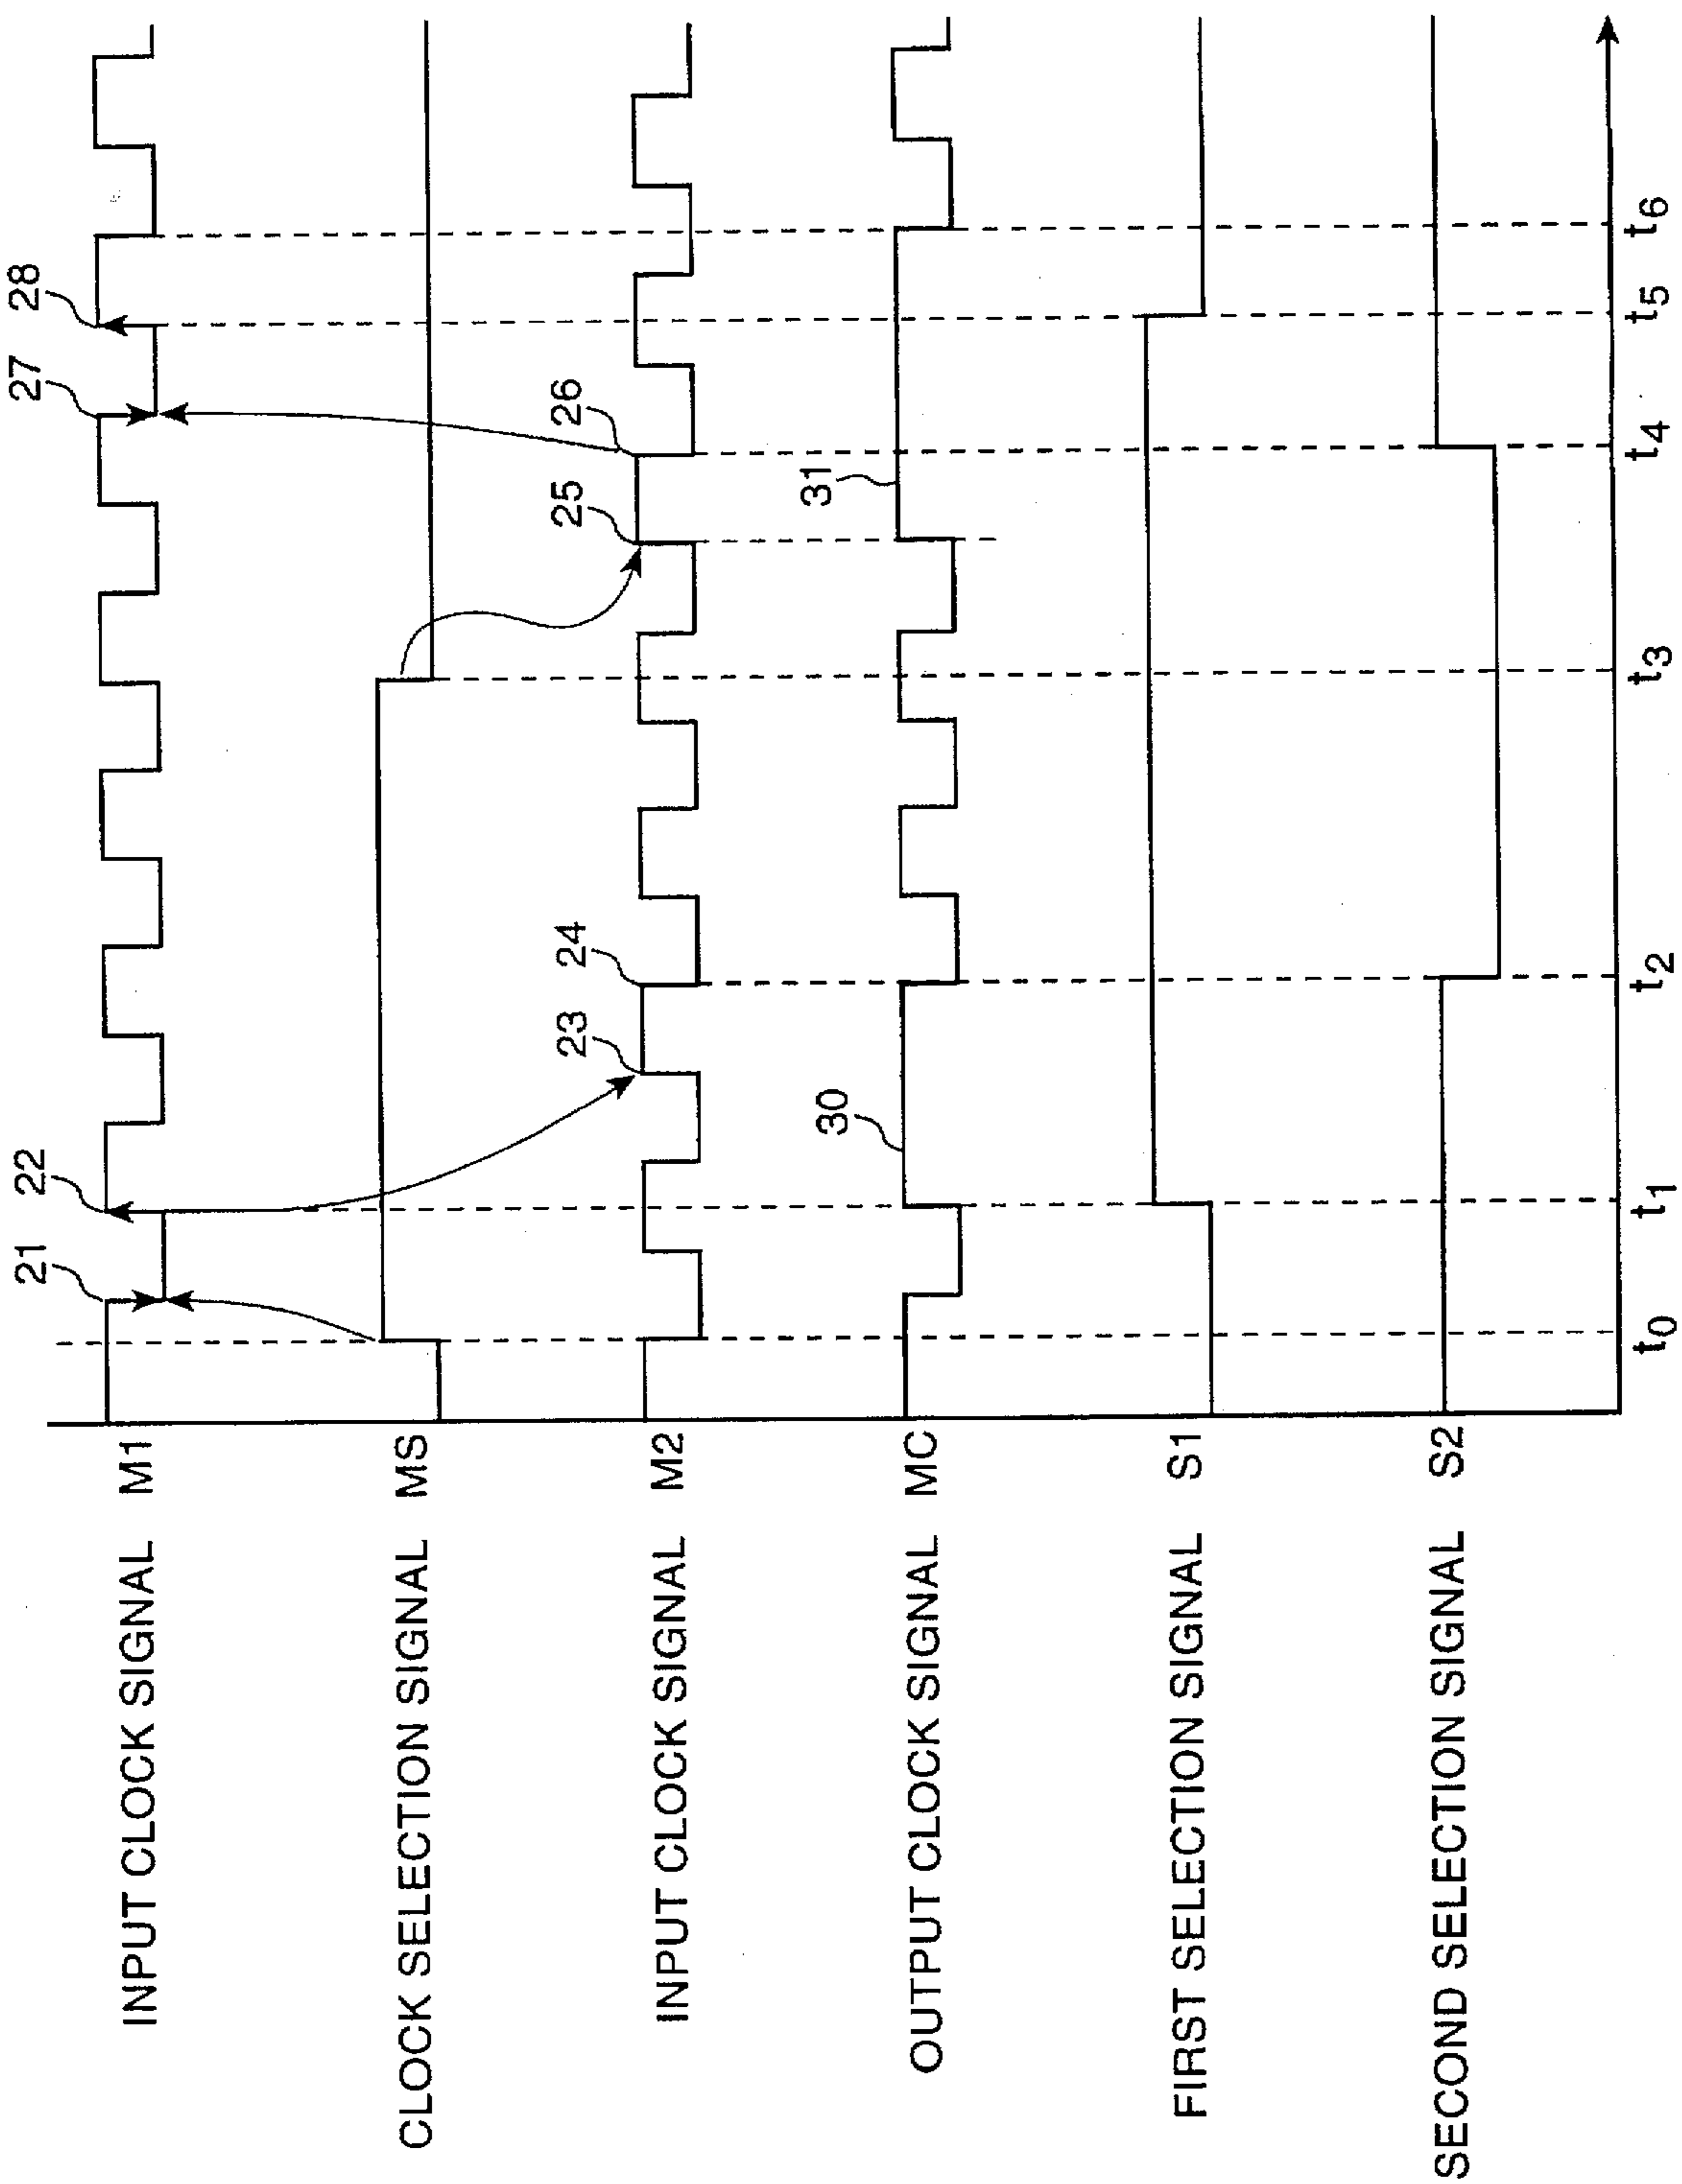 21
22
27
28
INPUT CLOCK SIGNAL M1
CLOCK SELECTION SIGNAL MS
23
24
25
26
INPUT CLOCK SIGNAL M2
30
31
OUTPUT CLOCK SIGNAL MC
FIRST SELECTION SIGNAL S1
SECOND SELECTION SIGNAL S2
t0 t1 t2 t3 t4 t5 t6